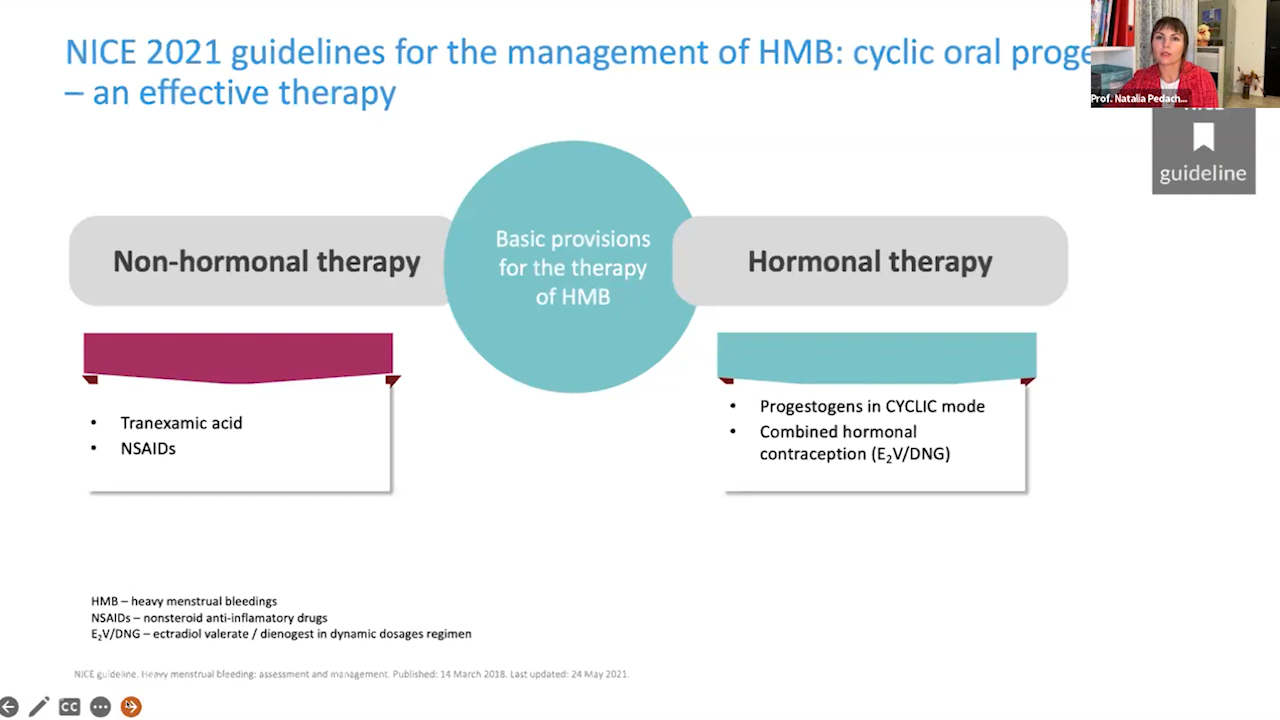 NICE 2021 guidelines for the management of HMB: cyclic oral proge
– an effective therapy
Prof. Natalia Pedach...
guideline
Non-hormonal therapy
Basic provisions
for the therapy
of HMB
Hormonal therapy
• Tranexamic acid
• NSAIDs
• Progestogens in CYCLIC mode
• Combined hormonal
contraception (E₂V/DNG)
HMB – heavy menstrual bleedings
NSAIDs – nonsteroid anti-inflamatory drugs
E₂V/DNG – ectradiol valerate / dienogest in dynamic dosages regimen
NICE guideline. Heavy menstrual bleeding: assessment and management. Published: 14 March 2018. Last updated: 24 May 2021.
CC